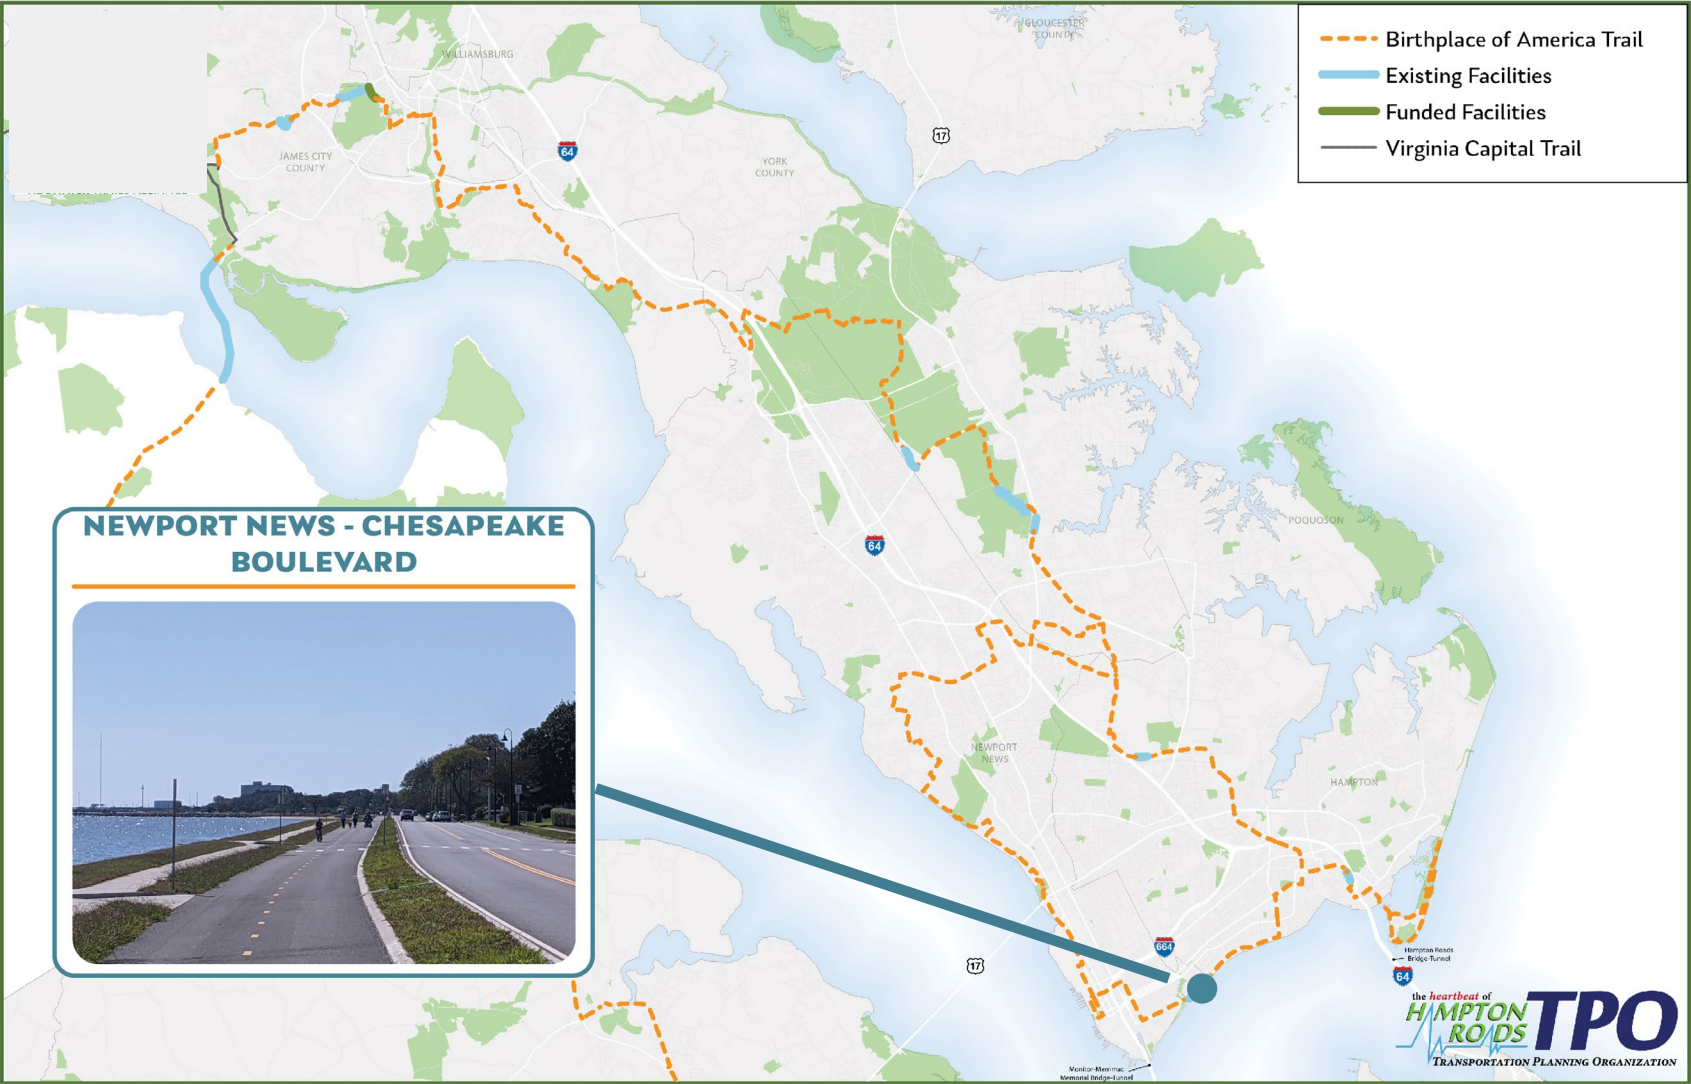 WILLIAMSBURG
GLOUCESTER
COUNTY
Birthplace of America Trail
Existing Facilities
Funded Facilities
Virginia Capital Trail
17
64
JAMES CITY
COUNTY
YORK
COUNTY
NEWPORT NEWS - CHESAPEAKE
BOULEVARD
POQUOSON
64
NEWPORT
NEWS
HAMPTON
664
17
Hampton Roads
Bridge-Tunnel
64
the heartbeat of
HAMPTON
ROADS
TPO
TRANSPORTATION PLANNING ORGANIZATION
Monitor-Merrimac
Memorial Bridge-Tunnel